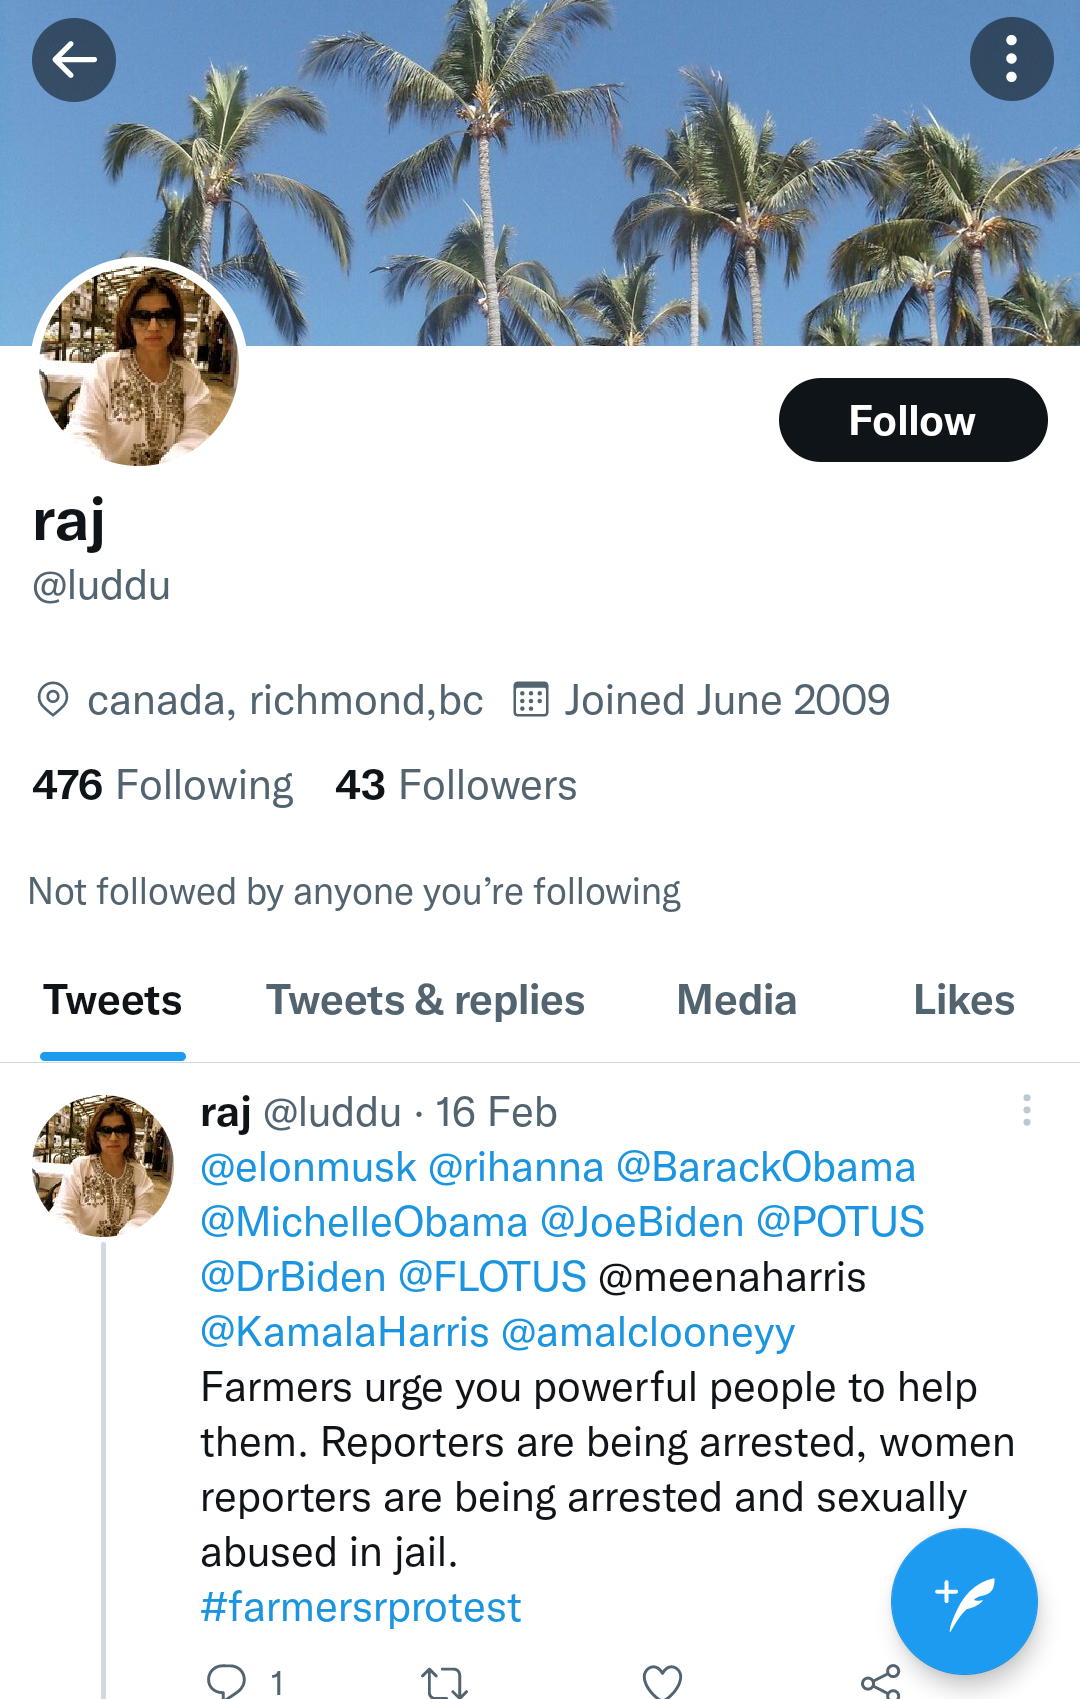 Follow
raj
@luddu
canada, richmond,bc Joined June 2009
476 Following 43 Followers
Not followed by anyone you’re following
Tweets Tweets & replies Media Likes
raj @luddu · 16 Feb
@elonmusk @rihanna @BarackObama
@MichelleObama @JoeBiden @POTUS
@DrBiden @FLOTUS @meenaharris
@KamalaHarris @amalclooneyy
Farmers urge you powerful people to help
them. Reporters are being arrested, women
reporters are being arrested and sexually
abused in jail.
#farmersrprotest
1